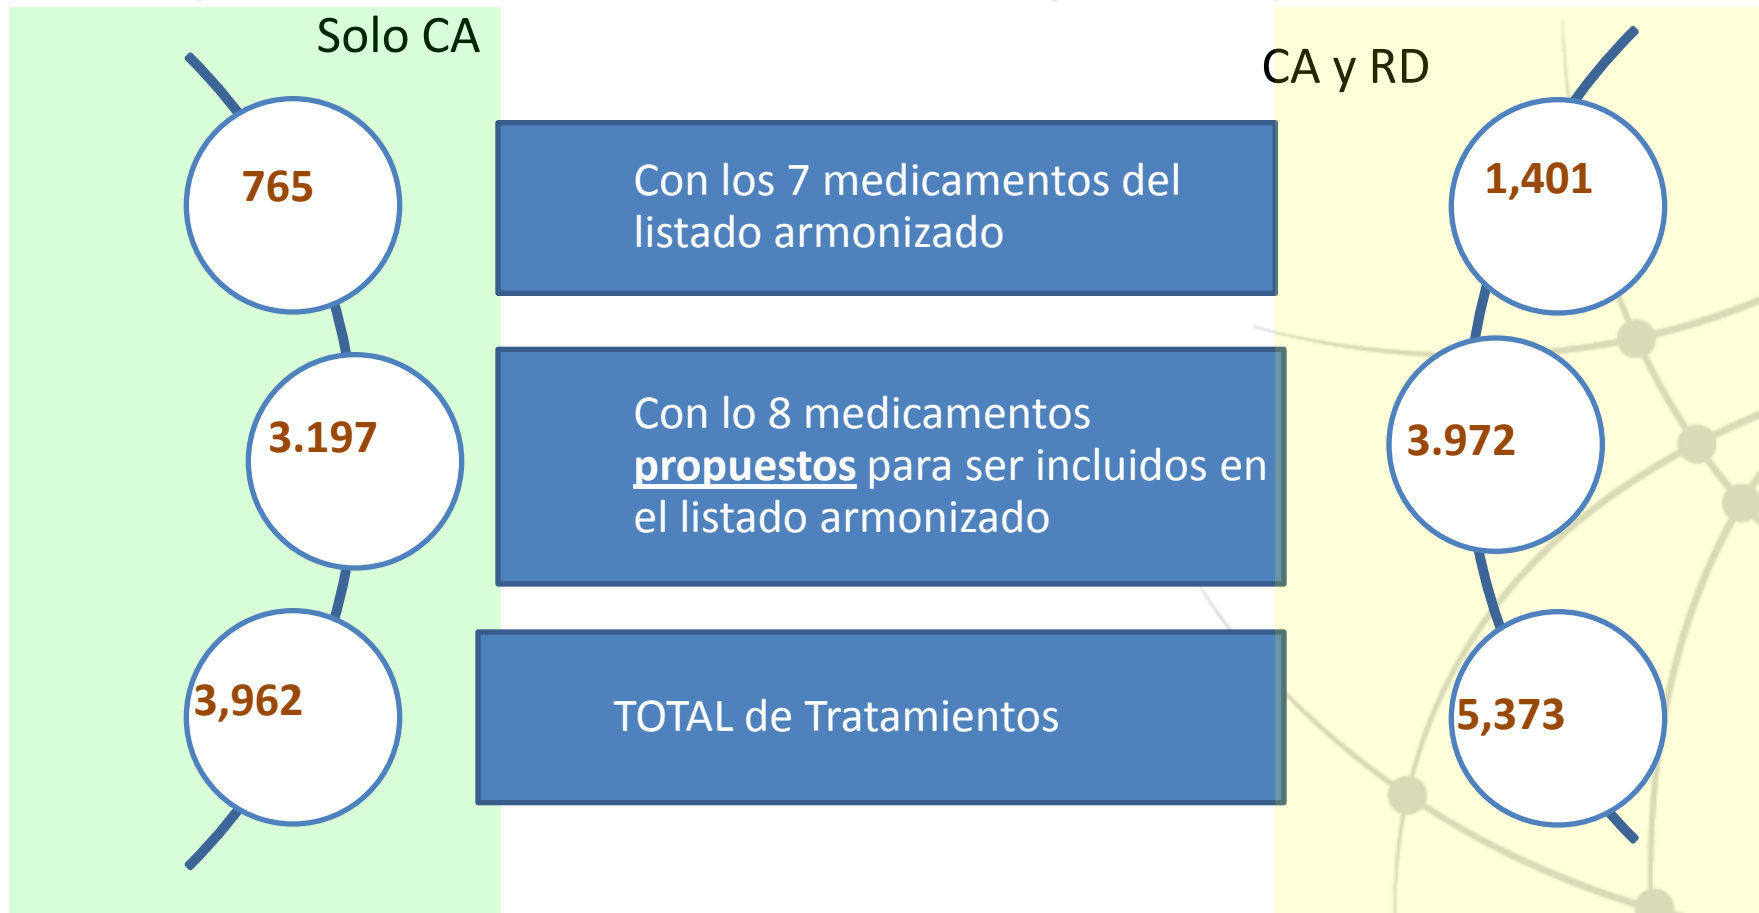 Solo CA
CA y RD
765
Con los 7 medicamentos del
listado armonizado
1,401
3.197
Con lo 8 medicamentos
propuestos para ser incluidos en
el listado armonizado
3.972
3,962
TOTAL de Tratamientos
5,373